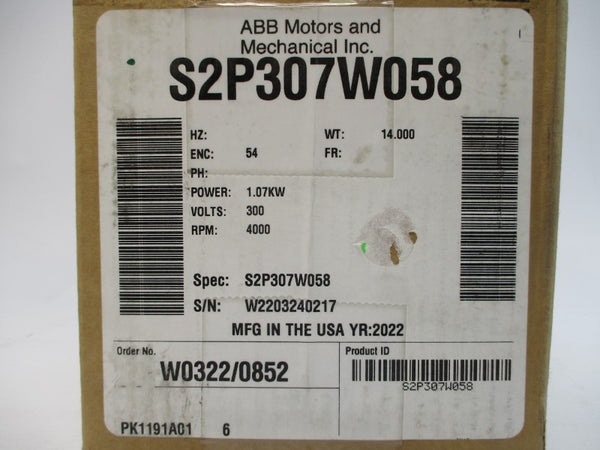 ABB Motors and
Mechanical Inc.
S2P307W058
HZ: WT: 14.000
ENC: 54 FR:
PH:
POWER: 1.07KW
VOLTS: 300
RPM: 4000
Spec: S2P307W058
S/N: W2203240217
MFG IN THE USA YR:2022
Order No. Product ID
W0322/0852
S2P307W058
PK1191A01 6